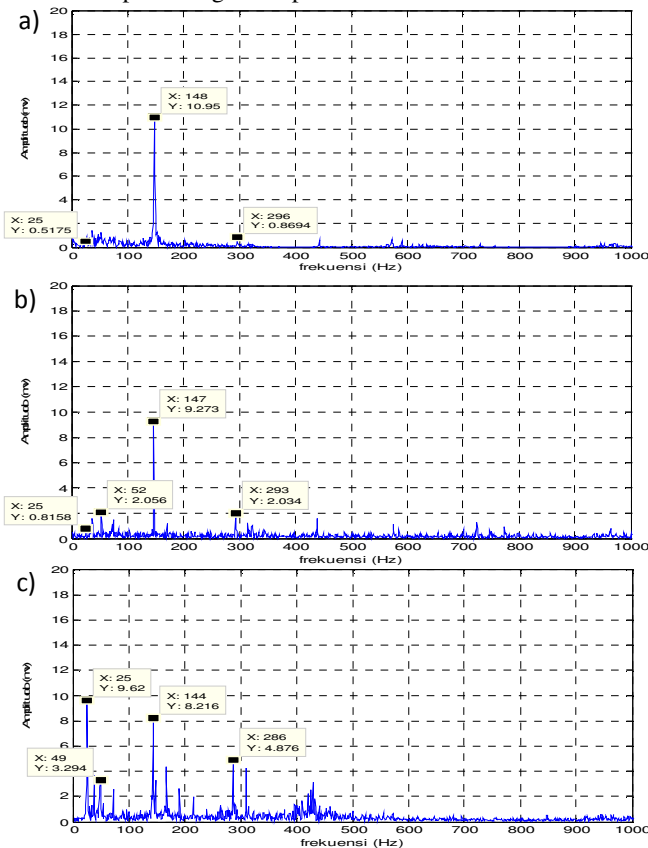 a)
20
18
16
14
12
10
8
6
4
2
0
X: 148
Y: 10.95
X: 25
Y: 0.5175
X: 296
Y: 0.8694
0 100 200 300 400 500 600 700 800 900 1000
frekuensi (Hz)
Amplitudo (mv)
b)
20
18
16
14
12
10
8
6
4
2
0
X: 147
Y: 9.273
X: 52
Y: 2.056
X: 25
Y: 0.8158
X: 293
Y: 2.034
0 100 200 300 400 500 600 700 800 900 1000
frekuensi (Hz)
Amplitudo (mv)
c)
20
18
16
14
12
10
8
6
4
2
0
X: 25
Y: 9.62
X: 144
Y: 8.216
X: 49
Y: 3.294
X: 286
Y: 4.876
0 100 200 300 400 500 600 700 800 900 1000
frekuensi (Hz)
Amplitudo (mv)